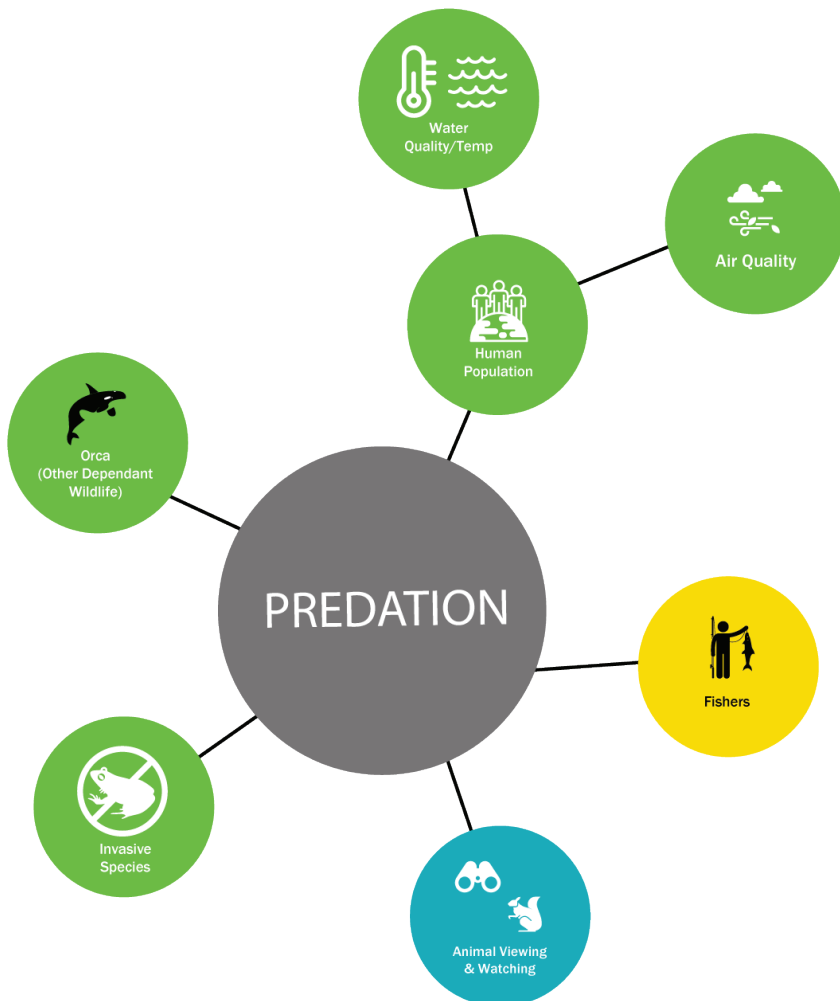 Water
Quality/Temp
Air Quality
Human
Population
Orca
(Other Dependant
Wildlife)
PREDATION
Fishers
Invasive
Species
Animal Viewing
& Watching